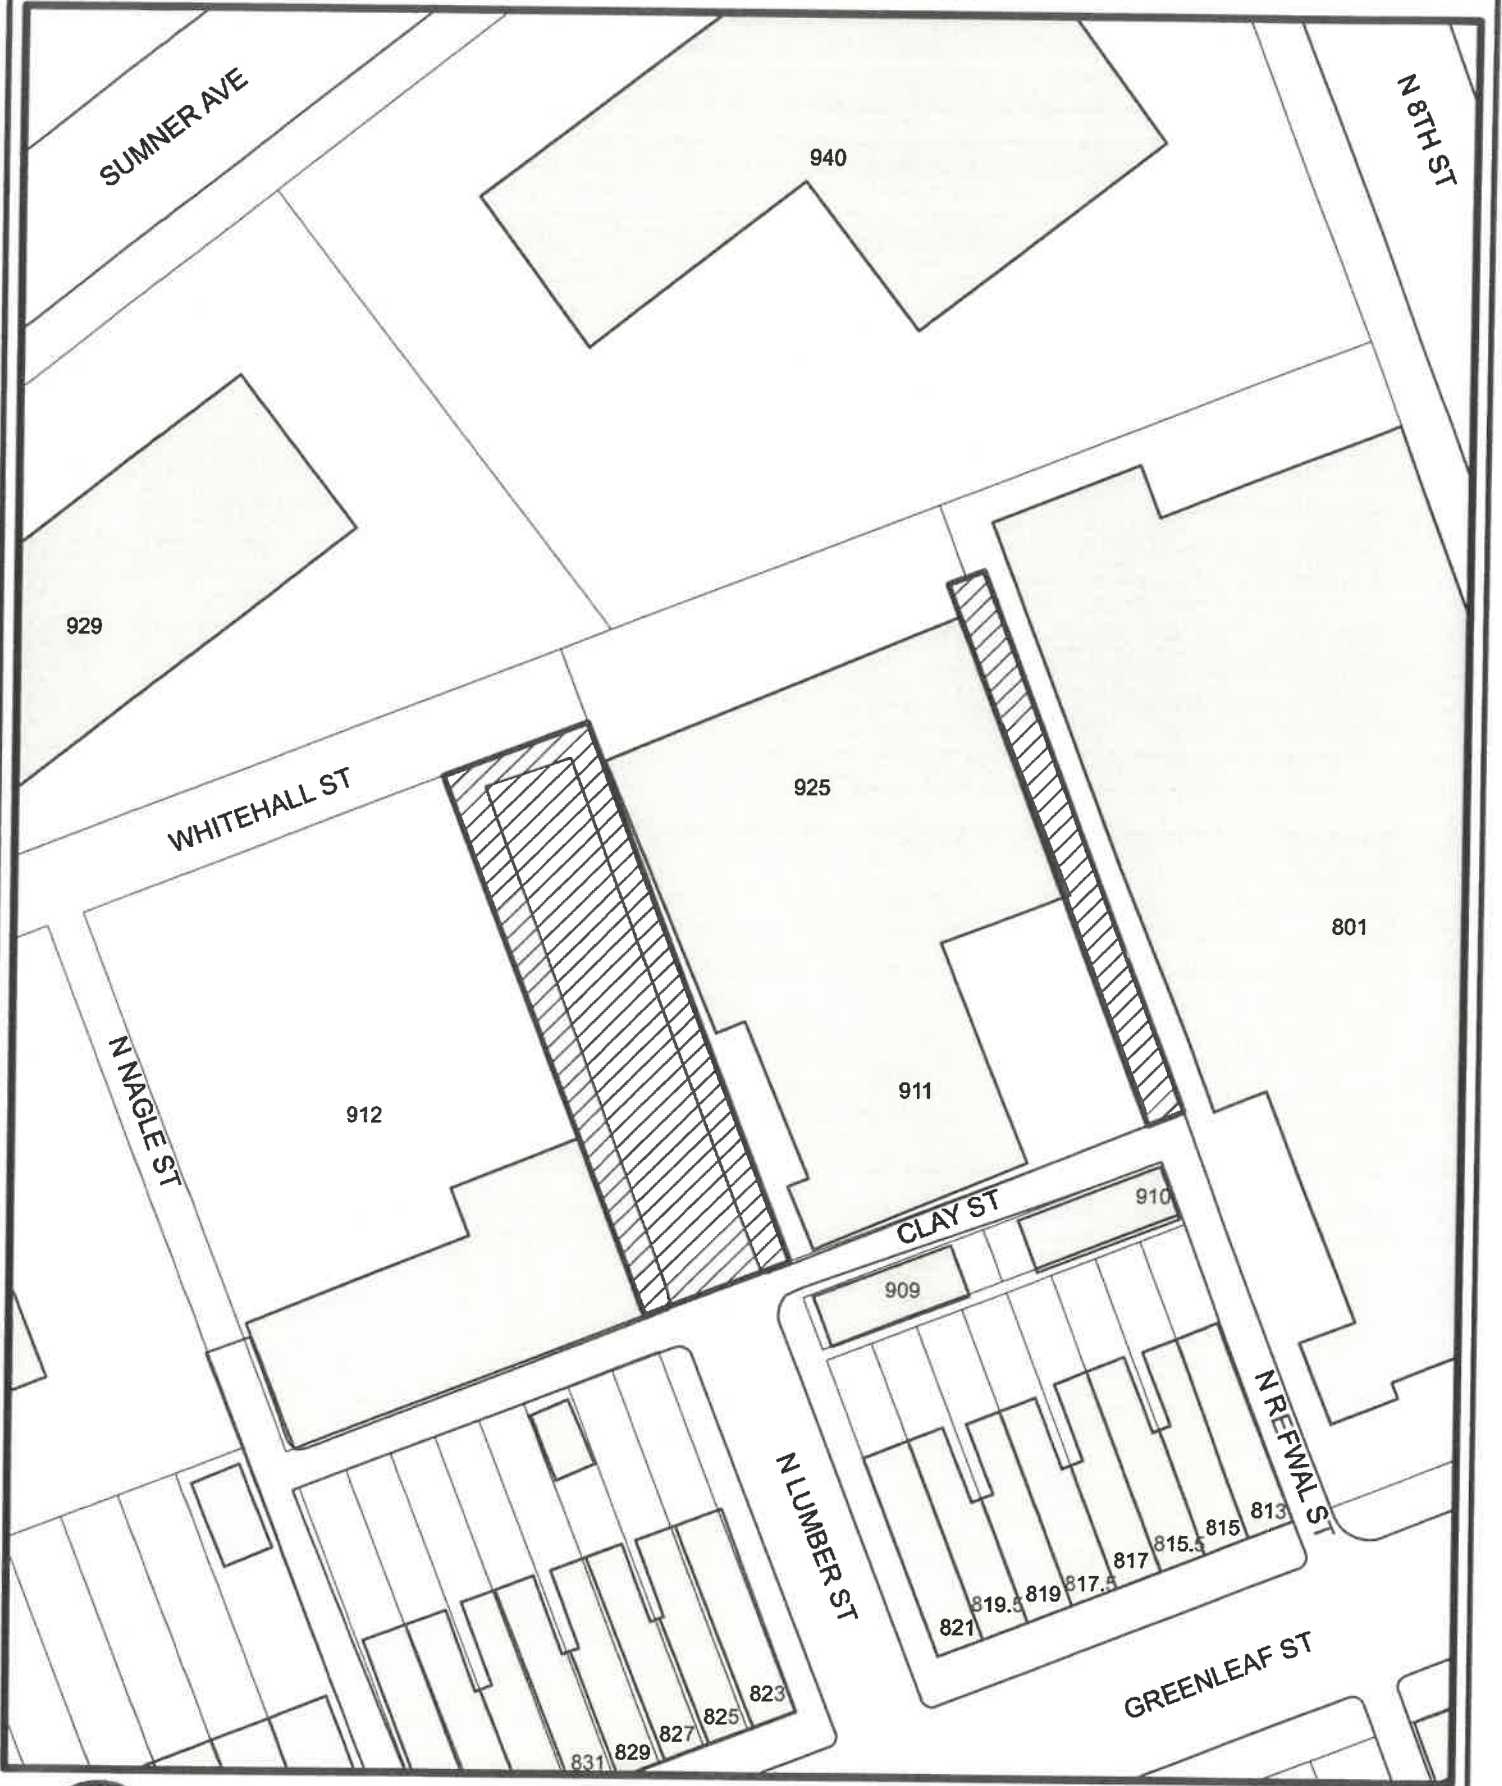 SUMNER AVE
N 8TH ST
940
929
WHITEHALL ST
925
801
N NAGLE ST
912
911
CLAY ST
910
909
N LUMBER ST
N REFWAL ST
813
815
815.5
817
817.5
819
819.5
821
GREENLEAF ST
823
825
827
829
831